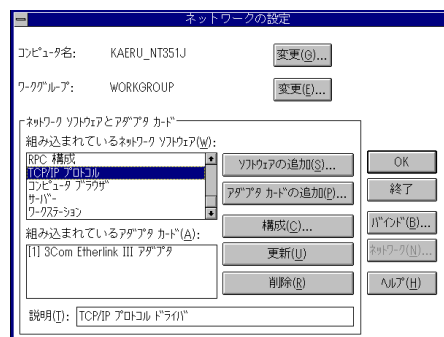 ネットワークの設定
コンピュータ名: KAERU_NT351J 変更(O)...
ワークグループ: WORKGROUP 変更(E)...
ネットワーク ソフトウェアとアダプタ カード
組み込まれているネットワーク ソフトウェア(W):
RPC 構成
TCP/IP プロトコル
コンピュータ ブラウザ
サーバー
ワークステーション
組み込まれているアダプタ カード(A):
[1] 3Com Etherlink III アダプタ
ソフトウェアの追加(S)...
アダプタ カードの追加(P)...
構成(C)...
更新(U)
削除(R)
OK
終了
バインド(B)...
ネットワーク(N)...
ヘルプ(H)
説明(T): TCP/IP プロトコル ドライバ